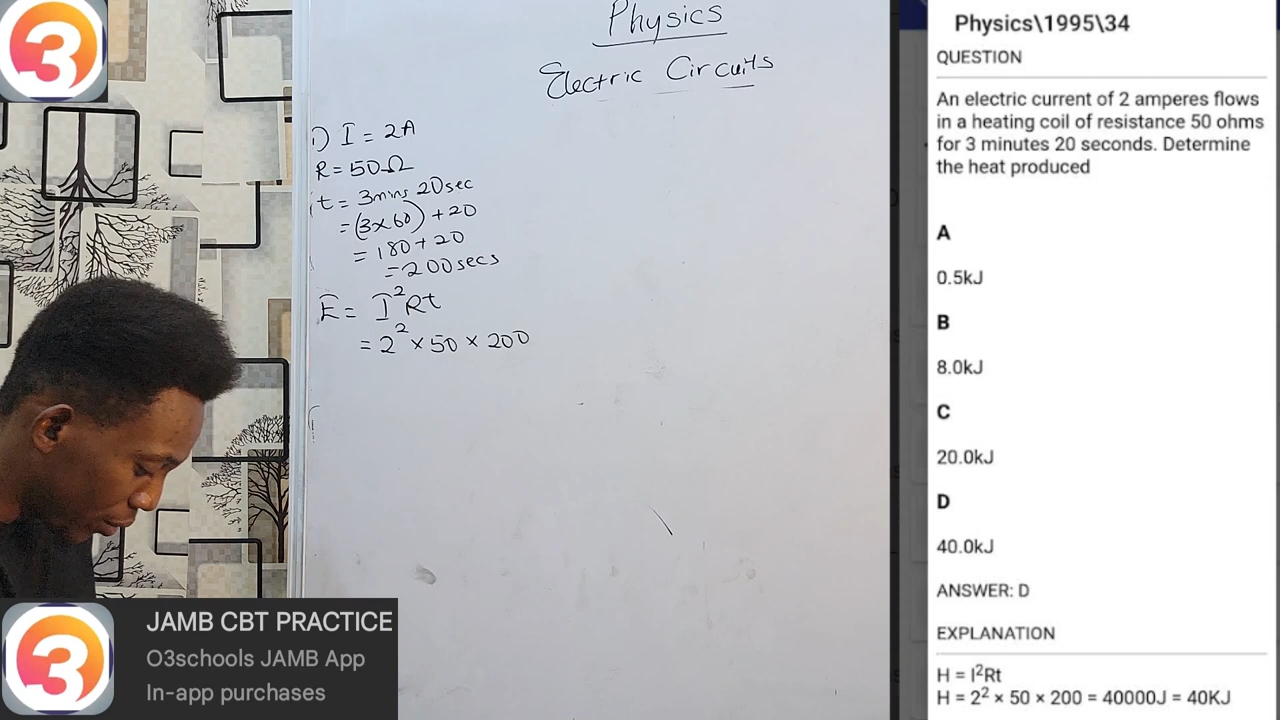 3
Physics
Electric Circuits
1) I = 2A
R = 50Ω
t = 3mins 20sec
= (3×60) + 20
= 180 + 20
= 200secs
E = I²Rt
= 2² × 50 × 200
3
JAMB CBT PRACTICE
O3schools JAMB App
In-app purchases
Physics\1995\34
QUESTION
An electric current of 2 amperes flows
in a heating coil of resistance 50 ohms
for 3 minutes 20 seconds. Determine
the heat produced
A
0.5kJ
B
8.0kJ
C
20.0kJ
D
40.0kJ
ANSWER: D
EXPLANATION
H = I²Rt
H = 2² × 50 × 200 = 40000J = 40KJ